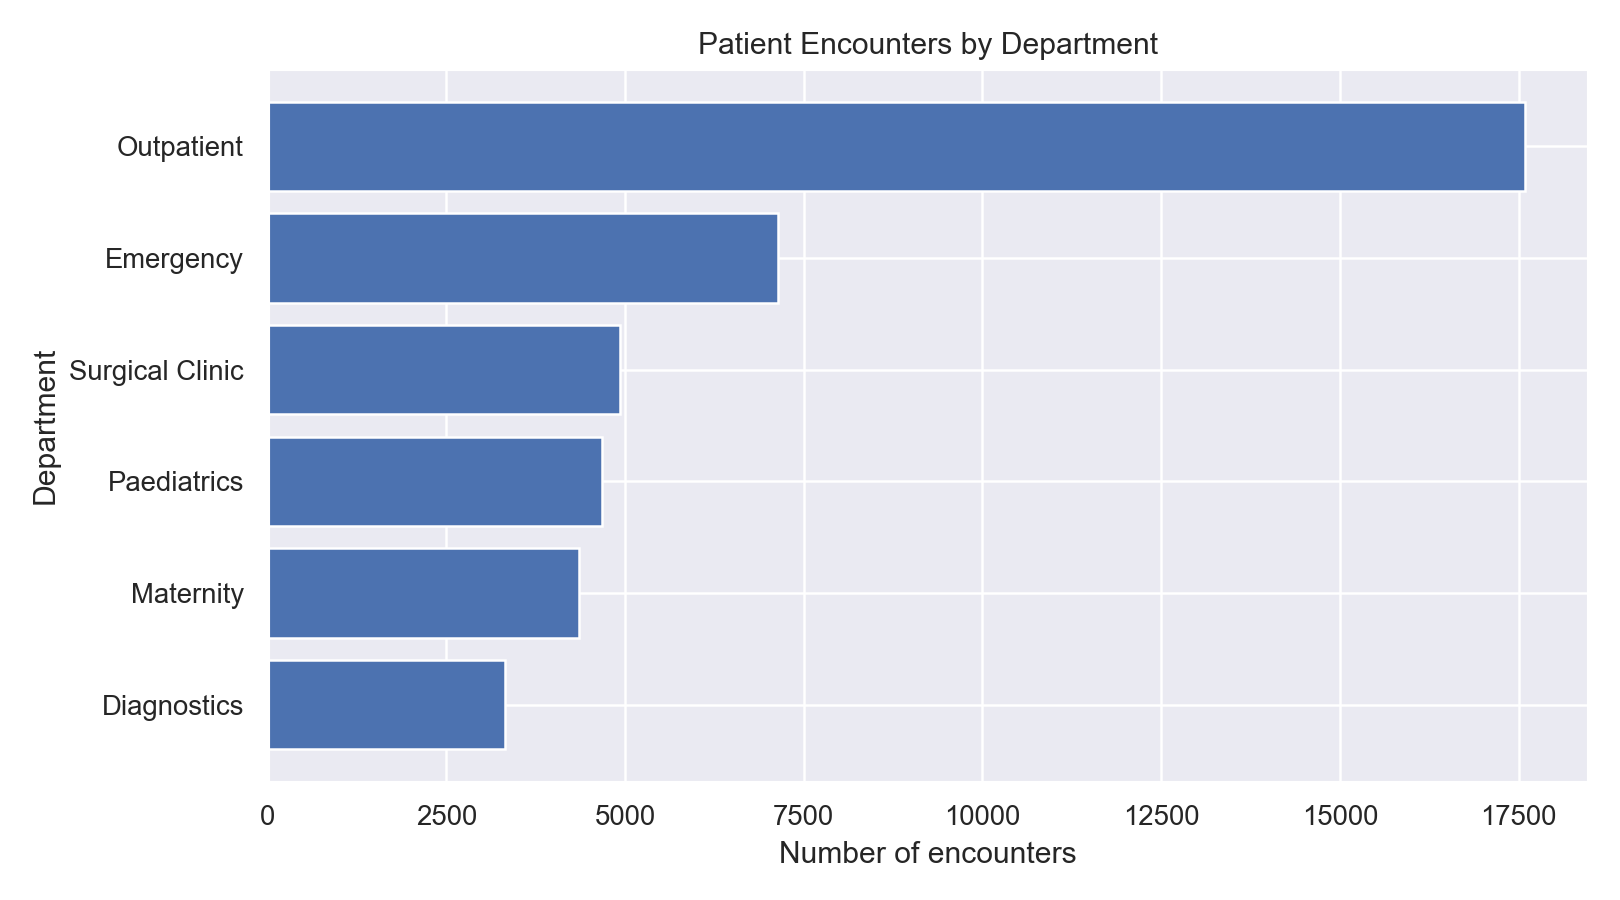 Patient Encounters by Department
Outpatient
Emergency
Surgical Clinic
Paediatrics
Maternity
Diagnostics
Department
0 2500 5000 7500 10000 12500 15000 17500
Number of encounters